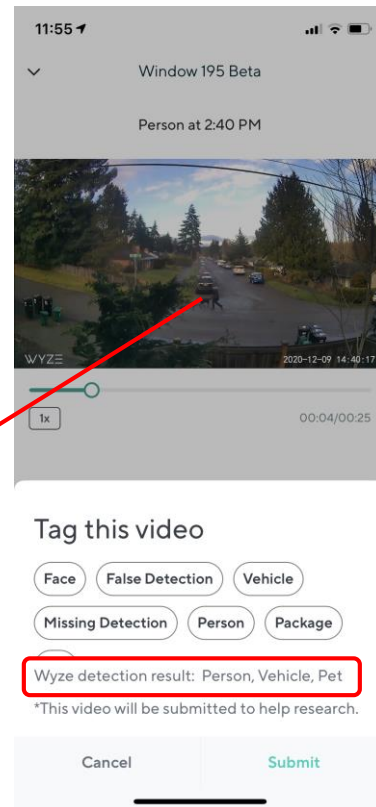 11:55
Window 195 Beta
Person at 2:40 PM
WYZE
2020-12-09 14:40:17
1x
00:04/00:25
Tag this video
Face
False Detection
Vehicle
Missing Detection
Person
Package
Wyze detection result: Person, Vehicle, Pet
*This video will be submitted to help research.
Cancel
Submit